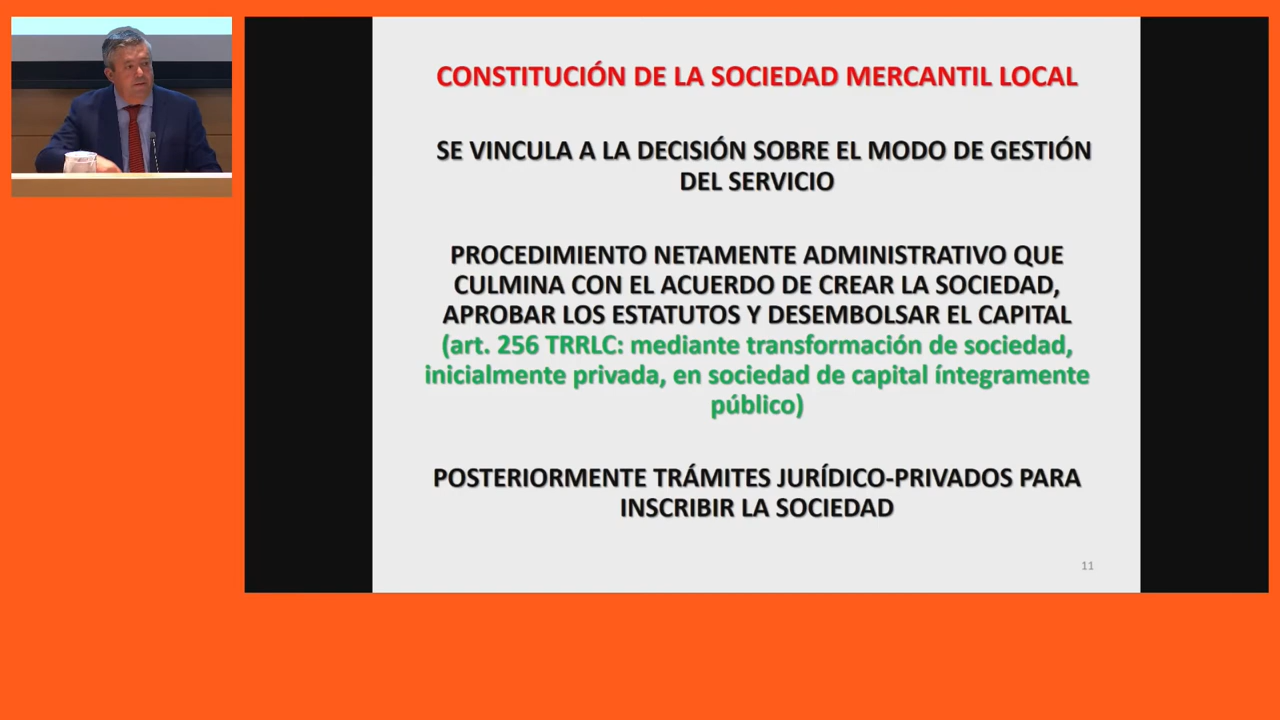 CONSTITUCIÓN DE LA SOCIEDAD MERCANTIL LOCAL
SE VINCULA A LA DECISIÓN SOBRE EL MODO DE GESTIÓN
DEL SERVICIO
PROCEDIMIENTO NETAMENTE ADMINISTRATIVO QUE
CULMINA CON EL ACUERDO DE CREAR LA SOCIEDAD,
APROBAR LOS ESTATUTOS Y DESEMBOLSAR EL CAPITAL
(art. 256 TRRLC: mediante transformación de sociedad,
inicialmente privada, en sociedad de capital íntegramente
público)
POSTERIORMENTE TRÁMITES JURÍDICO-PRIVADOS PARA
INSCRIBIR LA SOCIEDAD
11